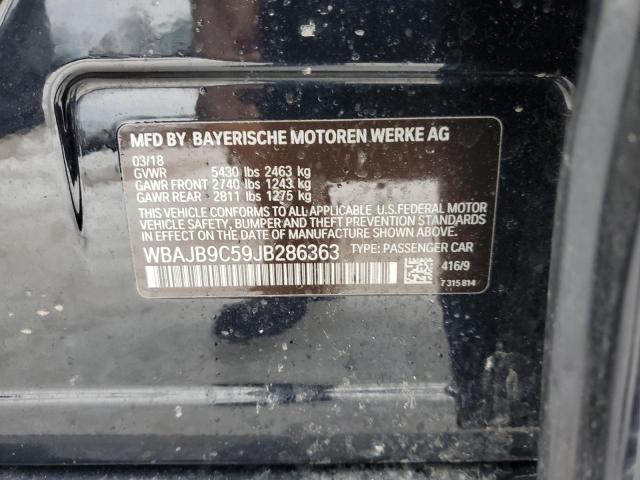 MFD BY BAYERISCHE MOTOREN WERKE AG
03/18
GVWR 5430 lbs 2463 kg
GAWR FRONT 2740 lbs 1243 kg
GAWR REAR 2811 lbs 1275 kg
THIS VEHICLE CONFORMS TO ALL APPLICABLE U.S.FEDERAL MOTOR
VEHICLE SAFETY, BUMPER, AND THEFT PREVENTION STANDARDS
IN EFFECT ON THE DATE OF MANUFACTURE SHOWN ABOVE.
WBAJB9C59JB286363 TYPE: PASSENGER CAR
416/9
7 315 814